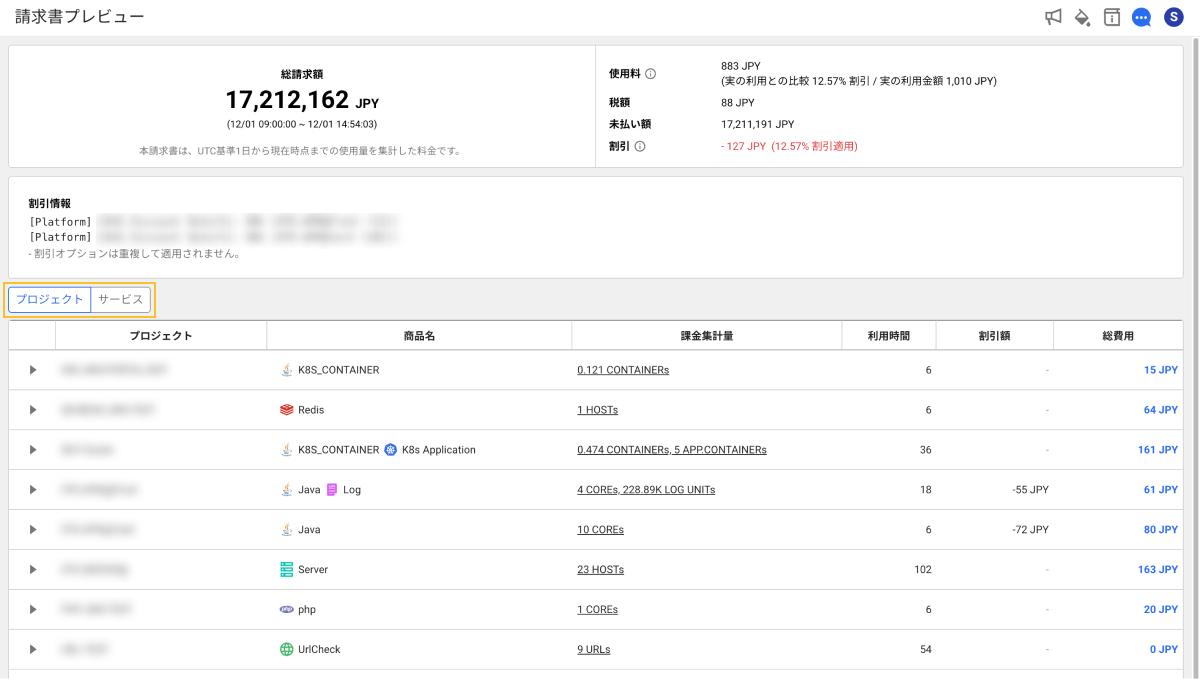 請求書プレビュー
S
総請求額
17,212,162 JPY
(12/01 09:00:00 ~ 12/01 14:54:03)
本請求書は、UTC基準1日から現在時点までの使用量を集計した料金です。
使用料 883 JPY
(実の利用との比較 12.57% 割引 / 実の利用金額 1,010 JPY)
税額 88 JPY
未払い額 17,211,191 JPY
割引 - 127 JPY (12.57% 割引適用)
割引情報
[Platform]
[Platform]
- 割引オプションは重複して適用されません。
プロジェクト サービス
プロジェクト 商品名 課金集計量 利用時間 割引額 総費用
K8S_CONTAINER 0.121 CONTAINERs 6 - 15 JPY
Redis 1 HOSTs 6 - 64 JPY
K8S_CONTAINER K8s Application 0.474 CONTAINERs, 5 APP.CONTAINERs 36 - 161 JPY
Java Log 4 COREs, 228.89K LOG UNITs 18 -55 JPY 61 JPY
Java 10 COREs 6 -72 JPY 80 JPY
Server 23 HOSTs 102 - 163 JPY
php php 1 COREs 6 - 20 JPY
UrlCheck 9 URLs 54 - 0 JPY